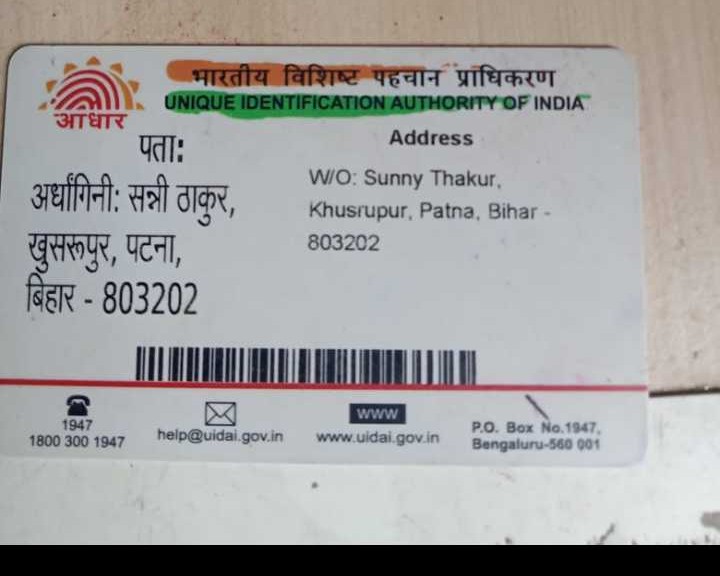 भारतीय विशिष्ट पहचान प्राधिकरण
UNIQUE IDENTIFICATION AUTHORITY OF INDIA
आधार
पता:
अर्धांगिनी: सन्नी ठाकुर,
खुसरूपुर, पटना,
बिहार - 803202
Address
W/O: Sunny Thakur,
Khusrupur, Patna, Bihar -
803202
1947
1800 300 1947
help@uidai.gov.in
WWW
www.uidai.gov.in
P.O. Box No.1947,
Bengaluru-560 001